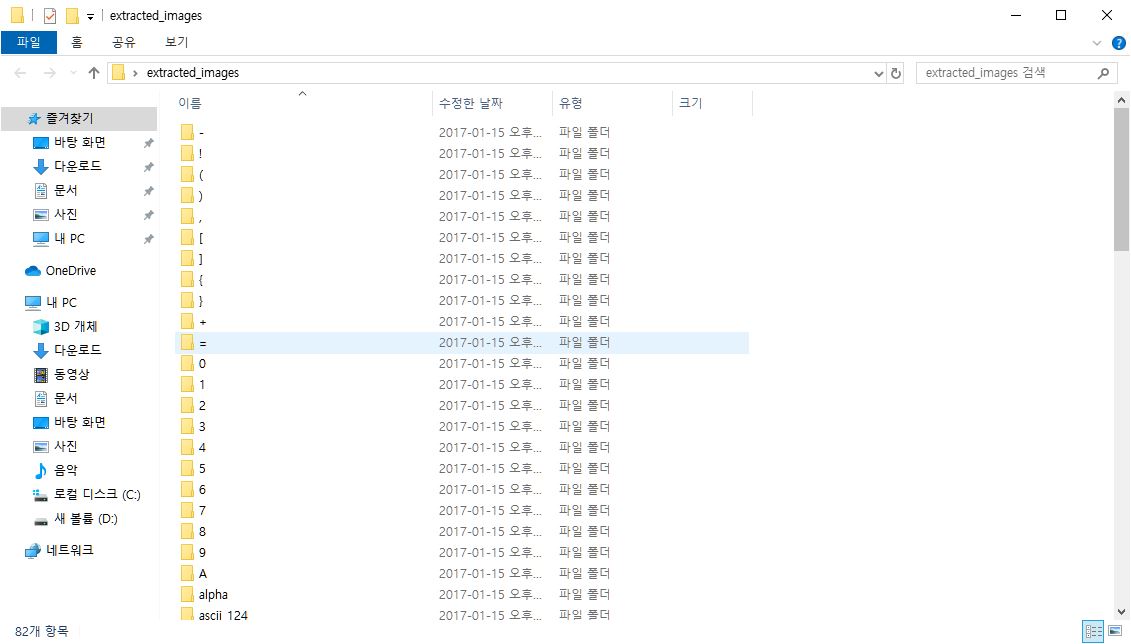 extracted_images
파일 홈 공유 보기
extracted_images
extracted_images 검색
이름 수정한 날짜 유형 크기
즐겨찾기
바탕 화면
다운로드
문서
사진
내 PC
OneDrive
내 PC
3D 개체
다운로드
동영상
문서
바탕 화면
사진
음악
로컬 디스크 (C:)
새 볼륨 (D:)
네트워크
- 2017-01-15 오후... 파일 폴더
! 2017-01-15 오후... 파일 폴더
( 2017-01-15 오후... 파일 폴더
) 2017-01-15 오후... 파일 폴더
, 2017-01-15 오후... 파일 폴더
[ 2017-01-15 오후... 파일 폴더
] 2017-01-15 오후... 파일 폴더
{ 2017-01-15 오후... 파일 폴더
} 2017-01-15 오후... 파일 폴더
+ 2017-01-15 오후... 파일 폴더
= 2017-01-15 오후... 파일 폴더
0 2017-01-15 오후... 파일 폴더
1 2017-01-15 오후... 파일 폴더
2 2017-01-15 오후... 파일 폴더
3 2017-01-15 오후... 파일 폴더
4 2017-01-15 오후... 파일 폴더
5 2017-01-15 오후... 파일 폴더
6 2017-01-15 오후... 파일 폴더
7 2017-01-15 오후... 파일 폴더
8 2017-01-15 오후... 파일 폴더
9 2017-01-15 오후... 파일 폴더
A 2017-01-15 오후... 파일 폴더
alpha 2017-01-15 오후... 파일 폴더
ascii_124 2017-01-15 오후... 파일 폴더
82개 항목